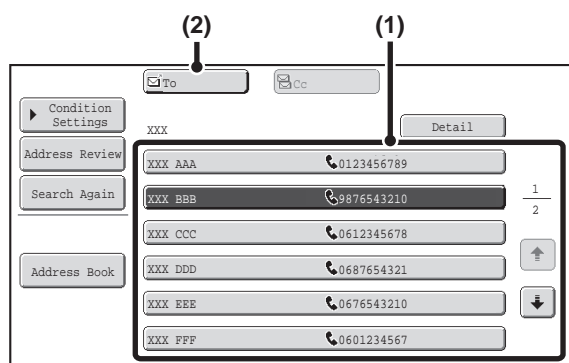 (2) (1)
To Cc
Condition
Settings
XXX Detail
Address Review
XXX AAA 0123456789
Search Again
XXX BBB 9876543210
1
2
XXX CCC 0612345678
Address Book
XXX DDD 0687654321
XXX EEE 0676543210
XXX FFF 0601234567